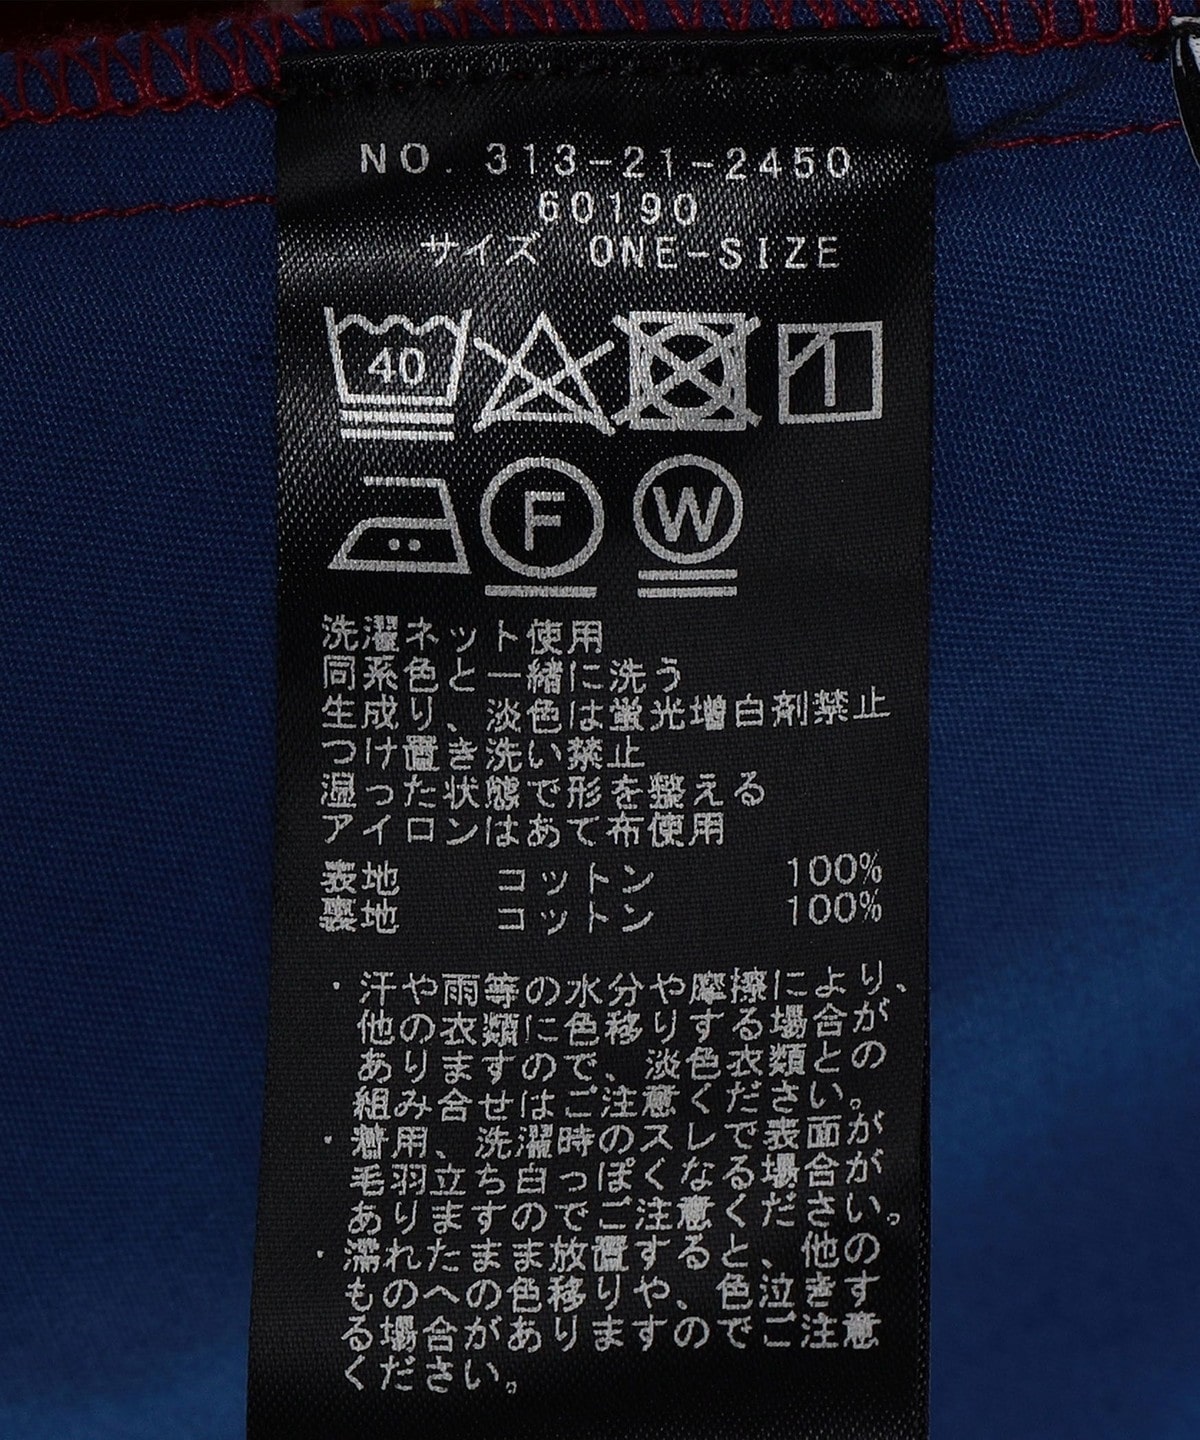 NO. 313-21-2450
60190
サイズ ONE-SIZE
40
1
F
W
洗濯ネット使用
同系色と一緒に洗う
生成り、淡色は蛍光増白剤禁止
つけ置き洗い禁止
湿った状態で形を整える
アイロンはあて布使用
表地 コットン 100%
裏地 コットン 100%
・汗や雨等の水分や摩擦により、
他の衣類に色移りする場合が
ありますので、淡色衣類との
組み合せはご注意ください。
・着用、洗濯時のスレで表面が
毛羽立ち白っぽくなる場合が
ありますのでご注意ください。
・濡れたまま放置すると、他の
ものへの色移りや、色泣きす
る場合がありますのでご注意
ください。